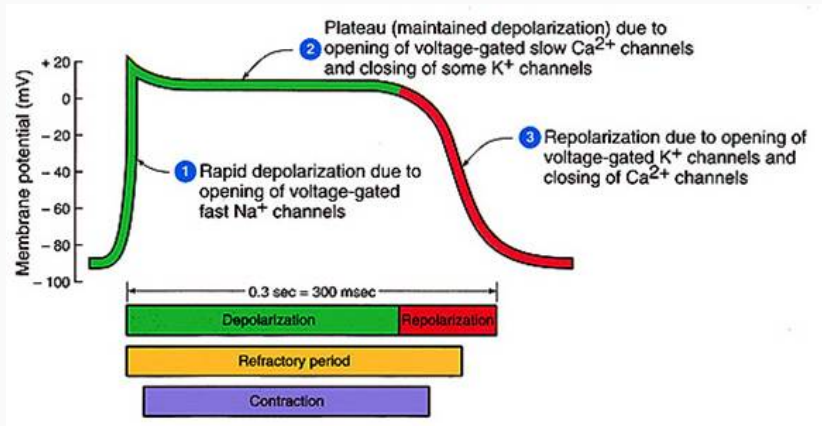 Plateau (maintained depolarization) due to
2 opening of voltage-gated slow Ca2+ channels
and closing of some K+ channels
Membrane potential (mV)
+ 20
0
– 20
– 40
– 60
– 80
– 100
1 Rapid depolarization due to
opening of voltage-gated
fast Na+ channels
3 Repolarization due to opening of
voltage-gated K+ channels and
closing of Ca2+ channels
0.3 sec = 300 msec
Depolarization
Repolarization
Refractory period
Contraction